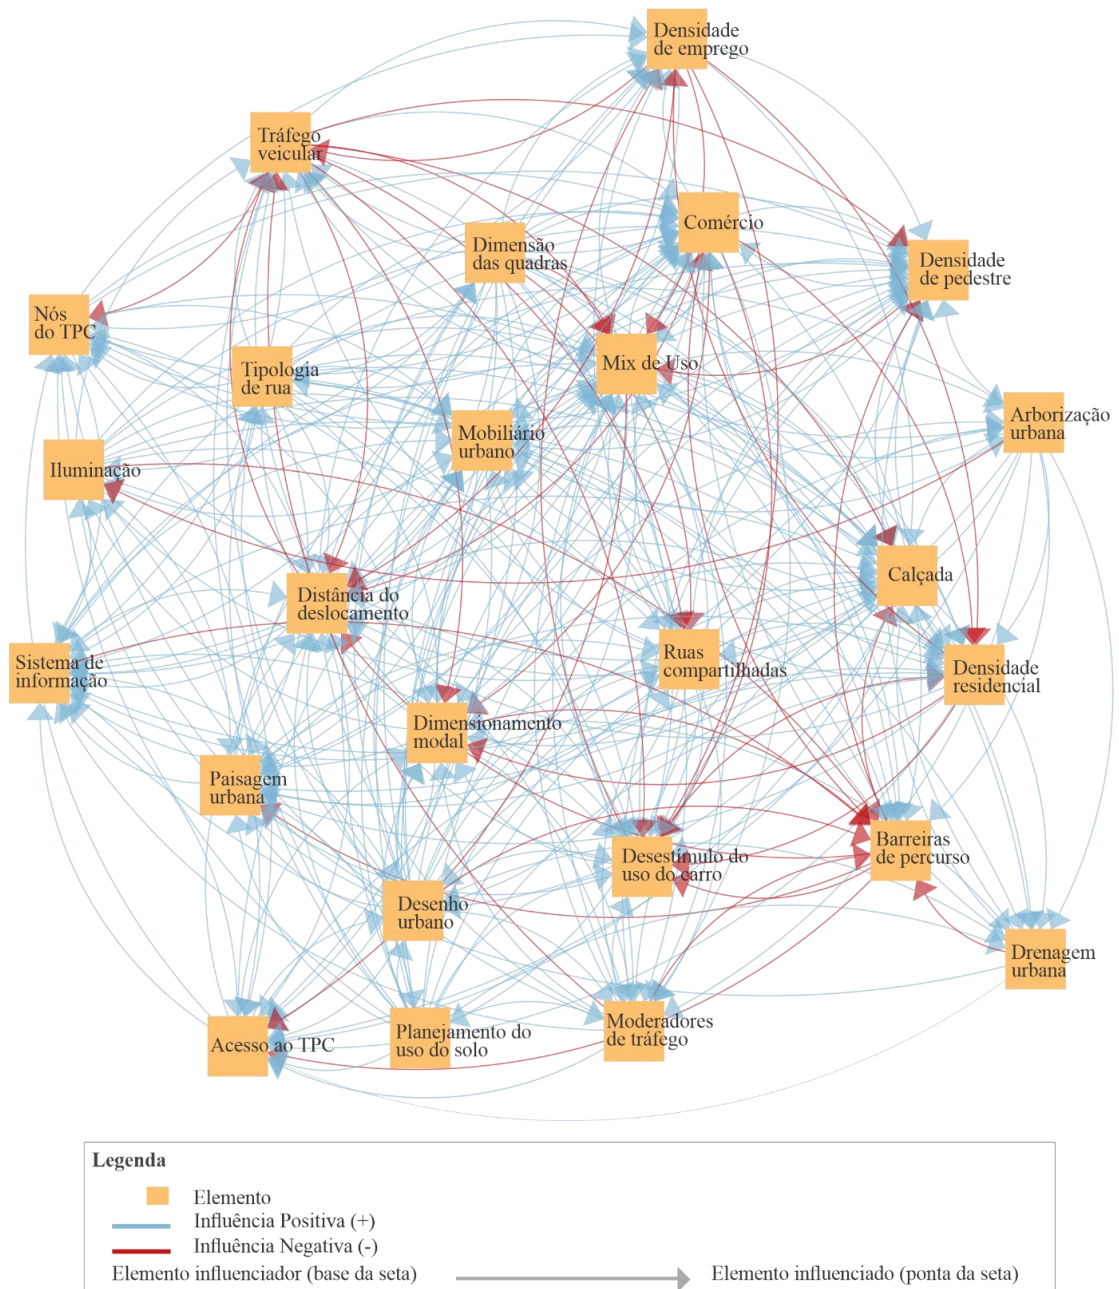 Densidade
de emprego
Tráfego
veicular
Comércio
Dimensão
das quadras
Densidade
de pedestre
Nós
do TPC
Mix de Uso
Tipologia
de rua
Arborização
urbana
Mobiliário
urbano
Iluminação
Calçada
Distância do
deslocamento
Ruas
compartilhadas
Sistema de
informação
Densidade
residencial
Dimensionamento
modal
Paisagem
urbana
Barreiras
de percurso
Desestímulo do
uso do carro
Desenho
urbano
Drenagem
urbana
Acesso ao TPC
Planejamento do
uso do solo
Moderadores
de tráfego
Legenda
Elemento
Influência Positiva (+)
Influência Negativa (-)
Elemento influenciador (base da seta)
Elemento influenciado (ponta da seta)